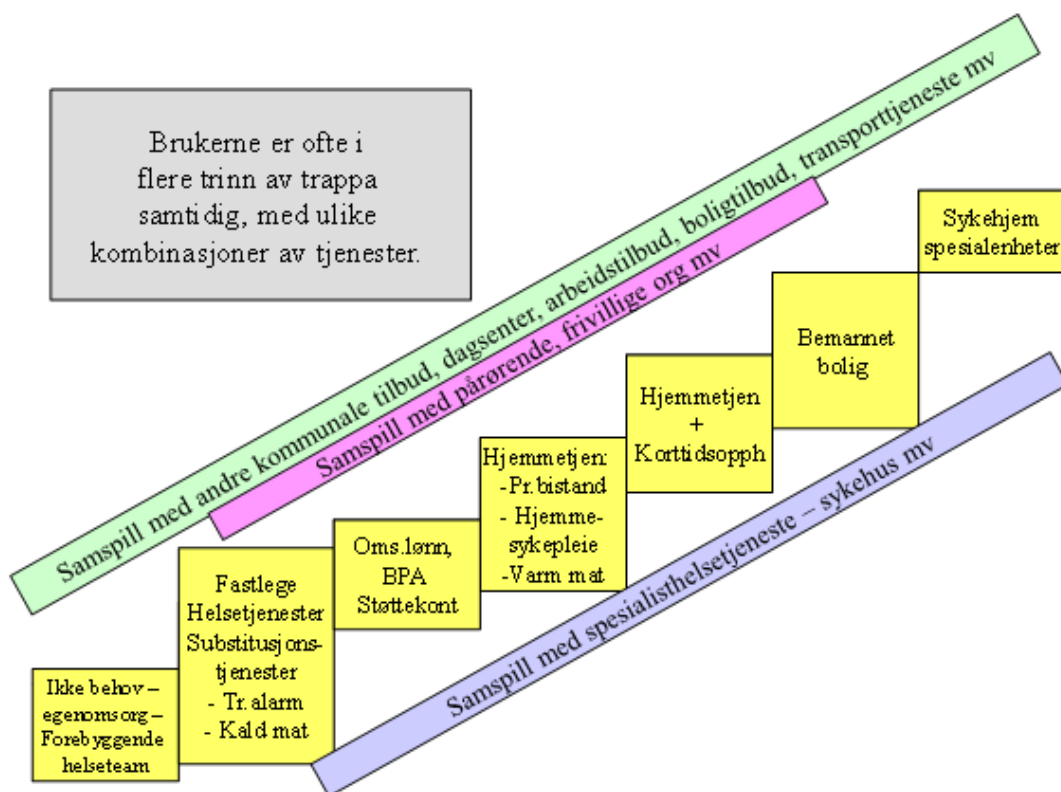 Brukerne er ofte i
flere trinn av trappa
samtidig, med ulike
kombinasjoner av tjenester.
Samspill med andre kommunale tilbud, dagsenter, arbeidstilbud, boligtilbud, transporttjeneste mv
Samspill med pårørende, frivillige org mv
Sykehjem
spesialenheter
Bemannet
bolig
Hjemmetjen
+
Korttidsopph
Hjemmetjen:
-Pr.bistand
- Hjemme-
sykepleie
-Varm mat
Oms.lønn,
BPA
Støttekont
Fastlege
Helsetjenester
Substitusjons-
tjenester
- Tr.alarm
- Kald mat
Ikke behov –
egenomsorg–
Forebyggende
helseteam
Samspill med spesialisthelsetjeneste – sykehus mv